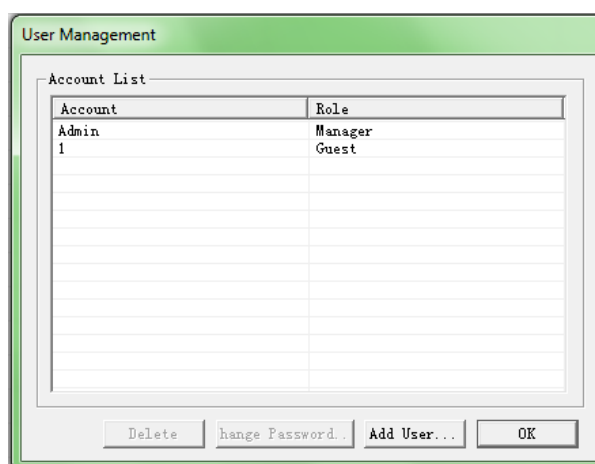 User Management
Account List
Account Role
Admin Manager
1 Guest
Delete hange Password.. Add User... OK